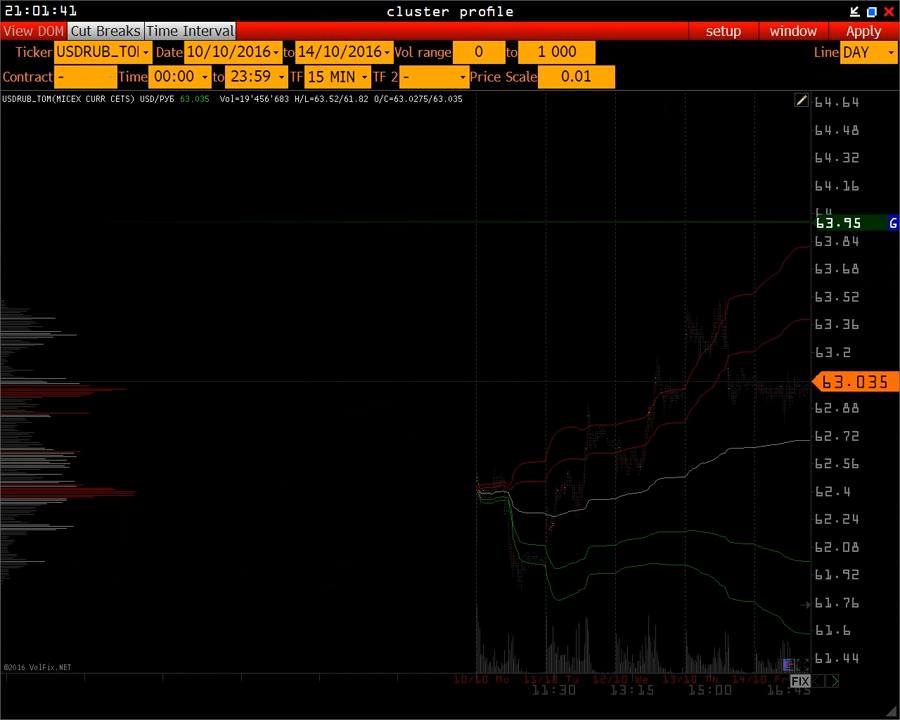 21:01:41 cluster profile
View DOM Cut Breaks Time Interval setup window Apply
Ticker USDRUB_TO Date 10/10/2016 to 14/10/2016 Vol range 0 to 1 000 Line DAY
Contract - Time 00:00 to 23:59 TF 15 MIN TF 2 - Price Scale 0.01
USDRUB_TOM(MICEX CURR CETS) USD/РУБ 63.035 Vol=19'456'683 H/L=63.52/61.82 O/C=63.0275/63.035
64.64
64.48
64.32
64.16
64
63.95 G
63.84
63.68
63.52
63.36
63.2
63.035
62.88
62.72
62.56
62.4
62.24
62.08
61.92
61.76
61.6
61.44
©2016 VolFix.NET
10/10 Mo 11/10 Tu 12/10 We 13/10 Th 14/10 Fr FIX
11:30 13:15 15:00 16:45